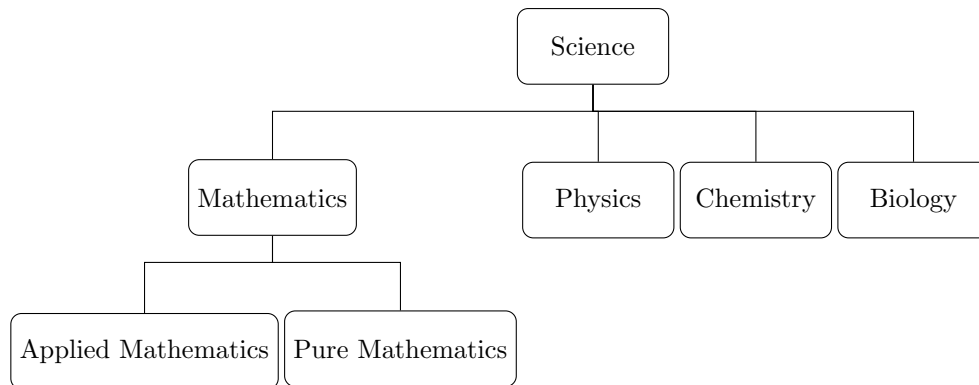 Science
Mathematics
Physics
Chemistry
Biology
Applied Mathematics
Pure Mathematics